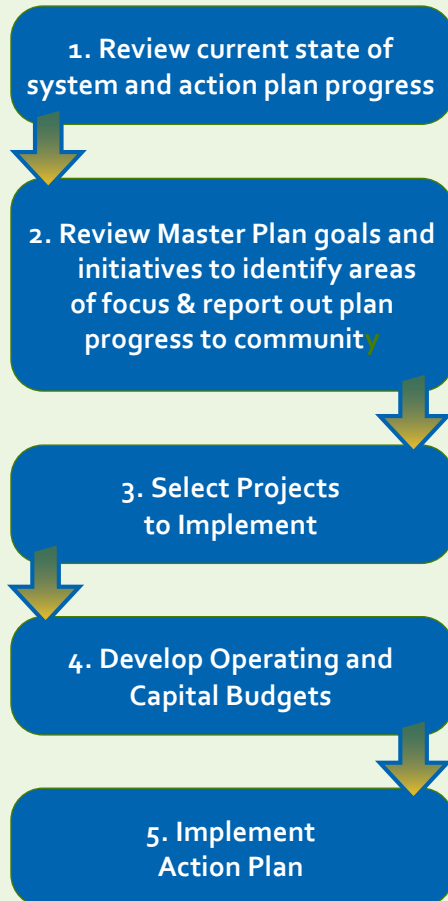 1. Review current state of
system and action plan progress
2. Review Master Plan goals and
initiatives to identify areas
of focus & report out plan
progress to community
3. Select Projects
to Implement
4. Develop Operating and
Capital Budgets
5. Implement
Action Plan